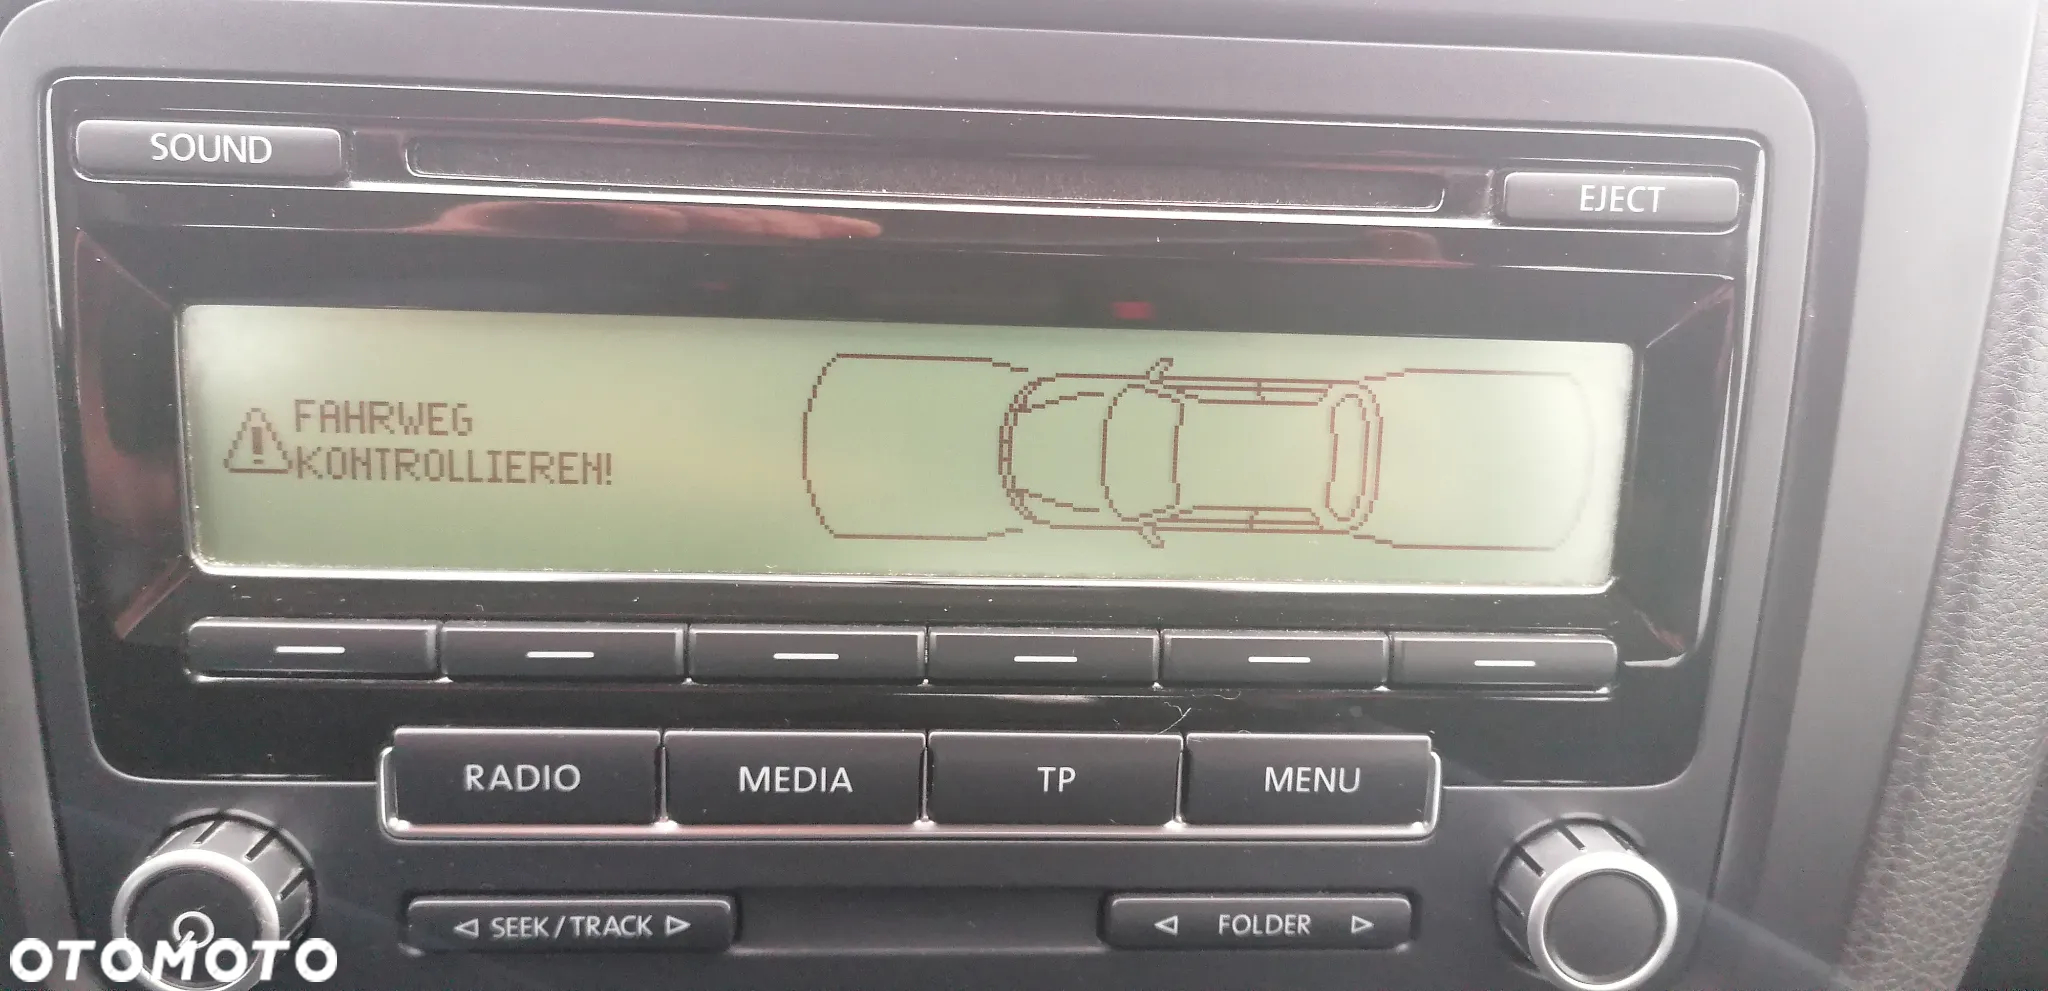 SOUND
EJECT
FAHRWEG
KONTROLLIEREN!
RADIO
MEDIA
TP
MENU
SEEK/TRACK
FOLDER
OTOMOTO